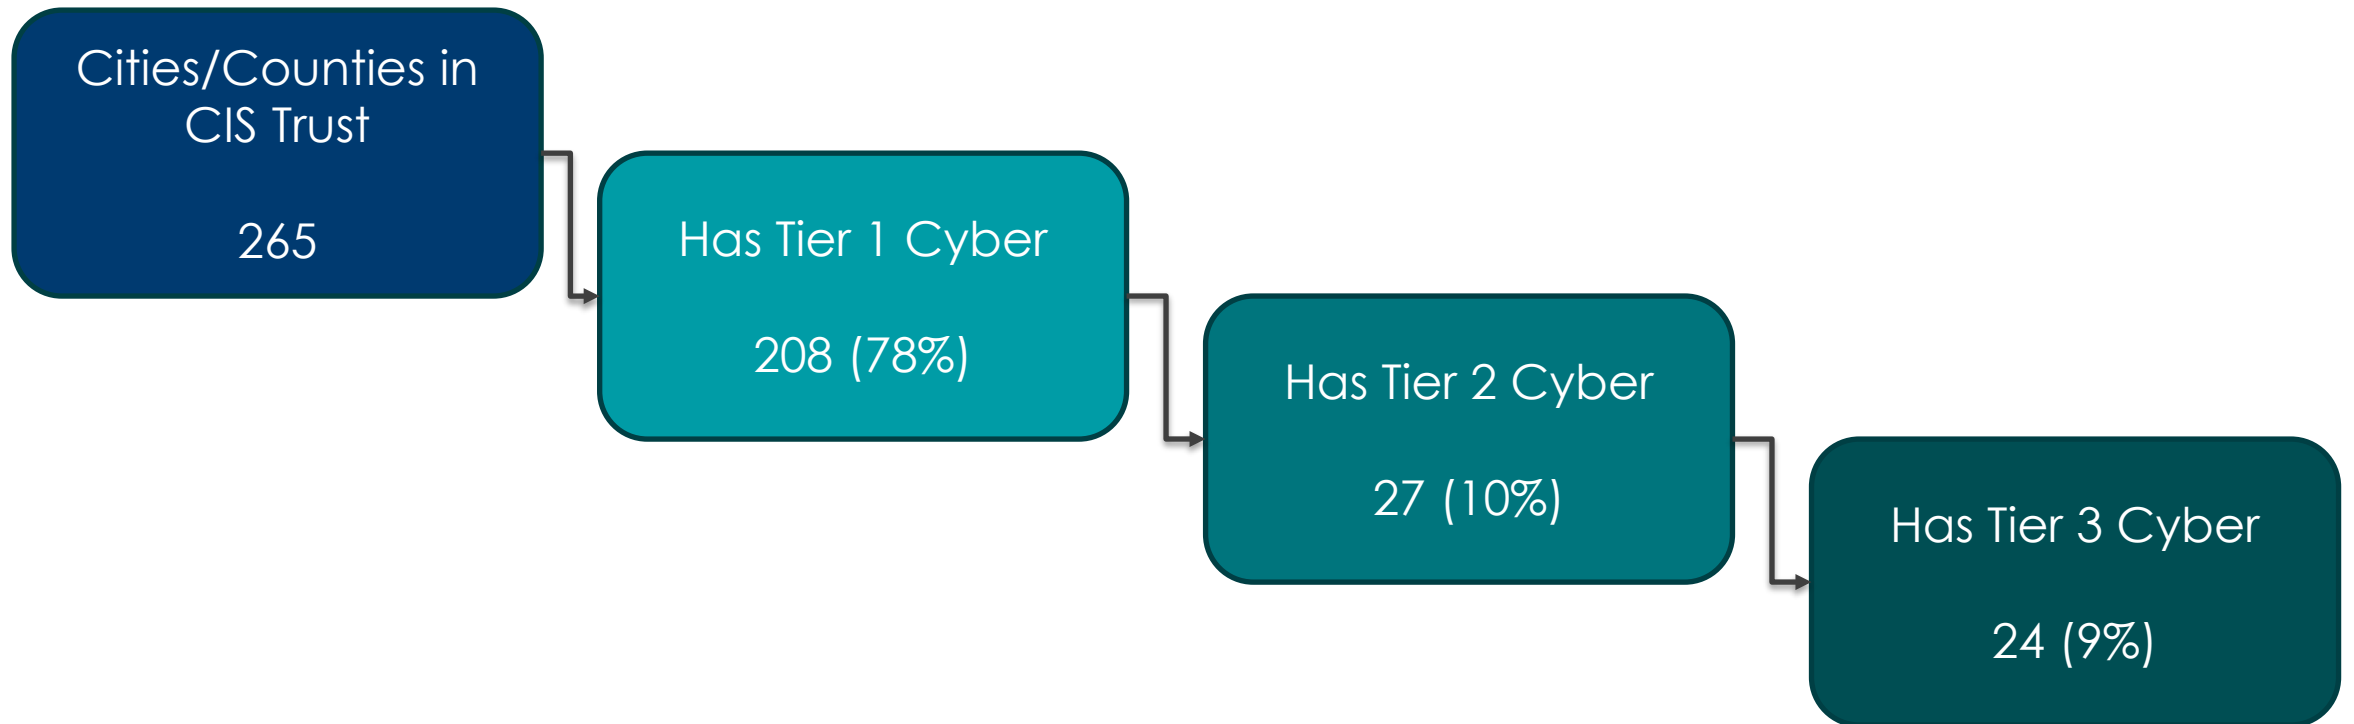 Cities/Counties in
CIS Trust
265
Has Tier 1 Cyber
208 (78%)
Has Tier 2 Cyber
27 (10%)
Has Tier 3 Cyber
24 (9%)